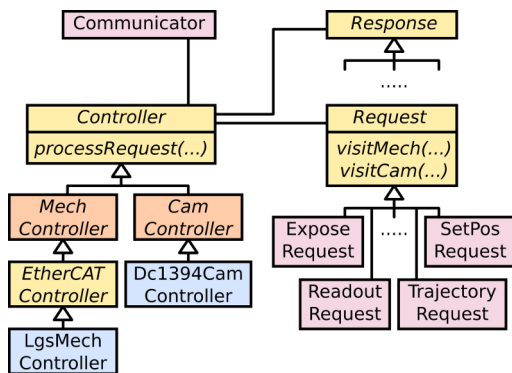 Communicator
Response
.....
Controller
processRequest(...)
Request
visitMech(...)
visitCam(...)
Mech
Controller
Cam
Controller
Expose
Request
.....
SetPos
Request
EtherCAT
Controller
Dc1394Cam
Controller
Readout
Request
Trajectory
Request
LgsMech
Controller